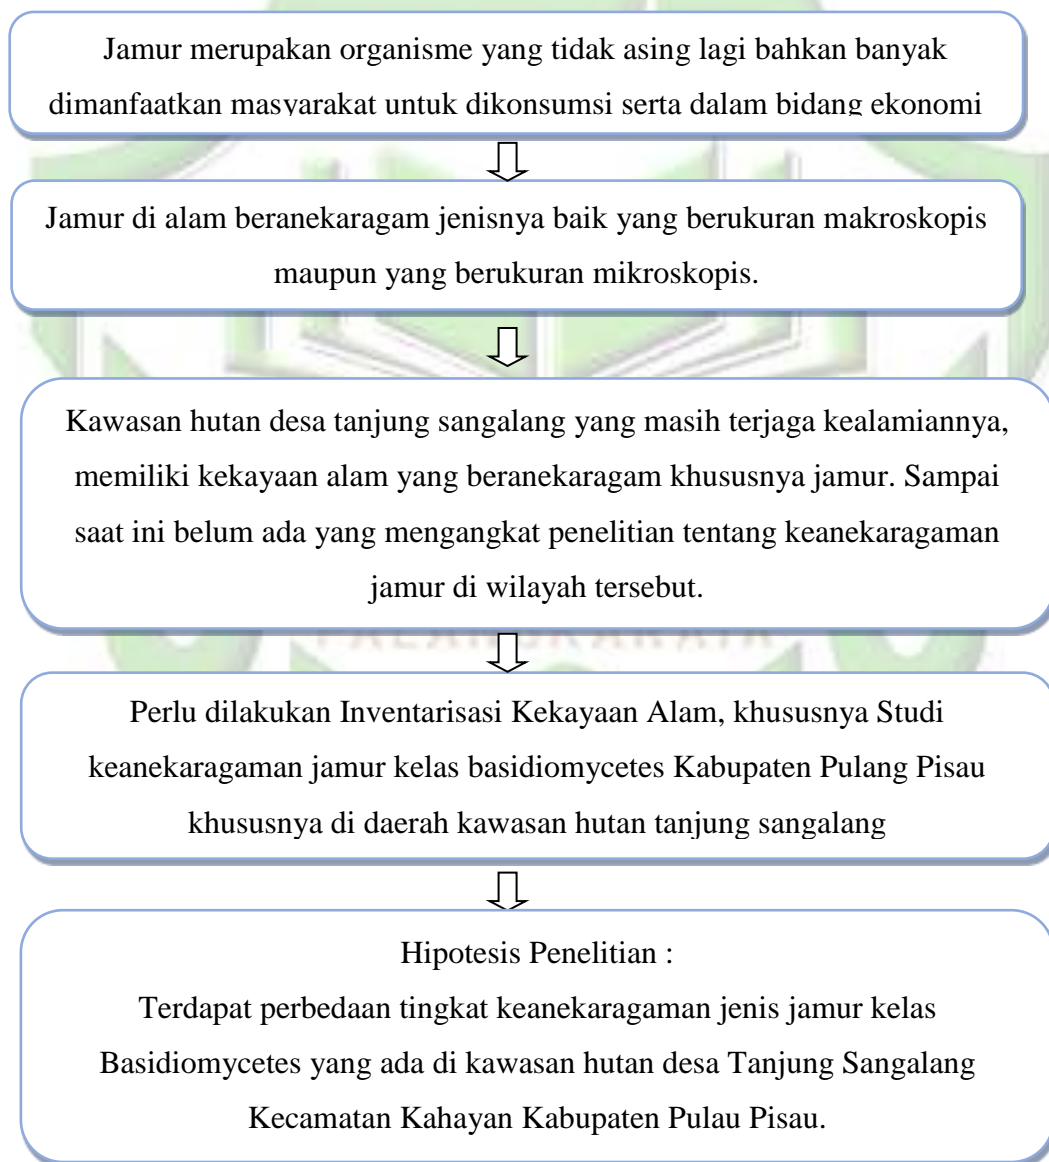 Jamur merupakan organisme yang tidak asing lagi bahkan banyak
dimanfaatkan masyarakat untuk dikonsumsi serta dalam bidang ekonomi
Jamur di alam beranekaragam jenisnya baik yang berukuran makroskopis
maupun yang berukuran mikroskopis.
Kawasan hutan desa tanjung sangalang yang masih terjaga kealamiannya,
memiliki kekayaan alam yang beranekaragam khususnya jamur. Sampai
saat ini belum ada yang mengangkat penelitian tentang keanekaragaman
jamur di wilayah tersebut.
PALANGKARAYA
Perlu dilakukan Inventarisasi Kekayaan Alam, khususnya Studi
keanekaragaman jamur kelas basidiomycetes Kabupaten Pulang Pisau
khususnya di daerah kawasan hutan tanjung sangalang
Hipotesis Penelitian :
Terdapat perbedaan tingkat keanekaragaman jenis jamur kelas
Basidiomycetes yang ada di kawasan hutan desa Tanjung Sangalang
Kecamatan Kahayan Kabupaten Pulau Pisau.